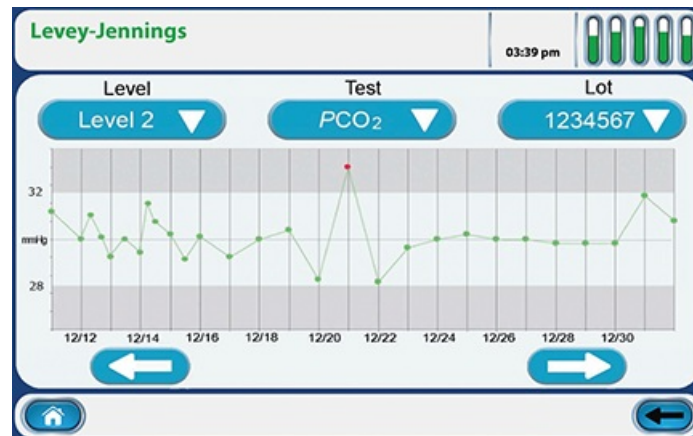 Levey-Jennings
03:39 pm
Level Test Lot
Level 2 PCO₂ 1234567
32
mmHg
28
12/12 12/14 12/16 12/18 12/20 12/22 12/24 12/26 12/28 12/30